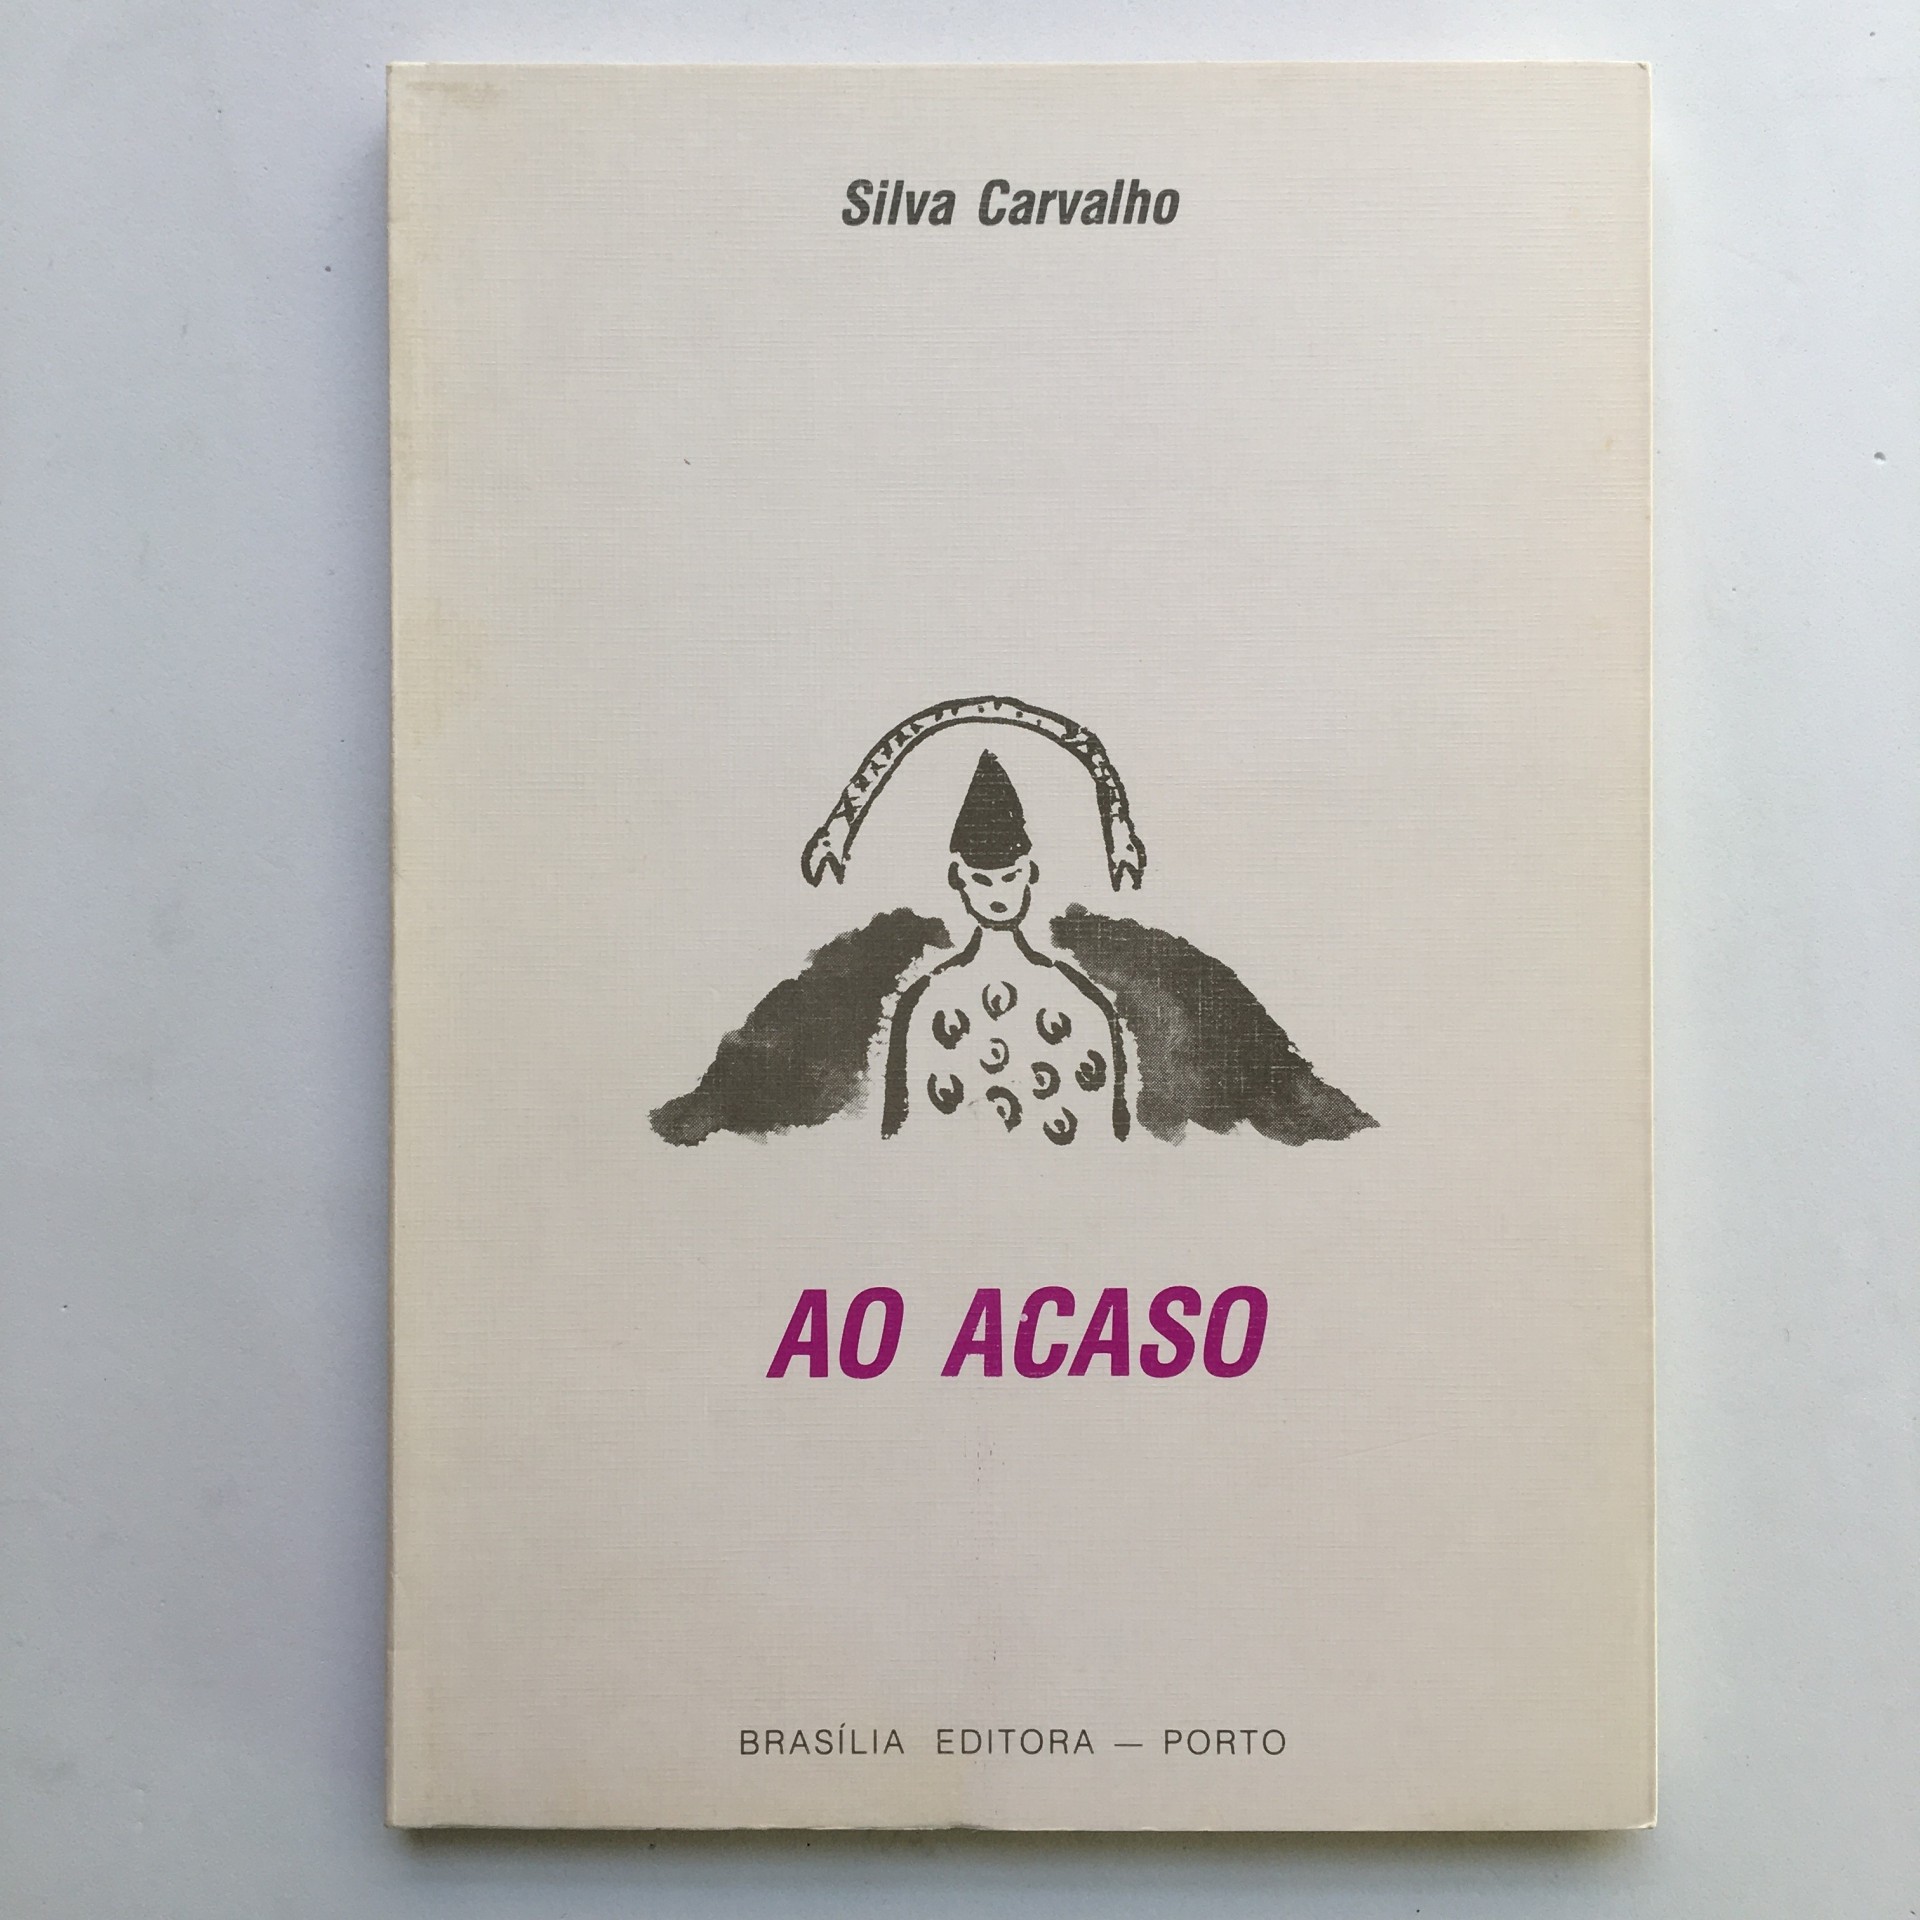 Silva Carvalho
AO ACASO
BRASÍLIA EDITORA — PORTO